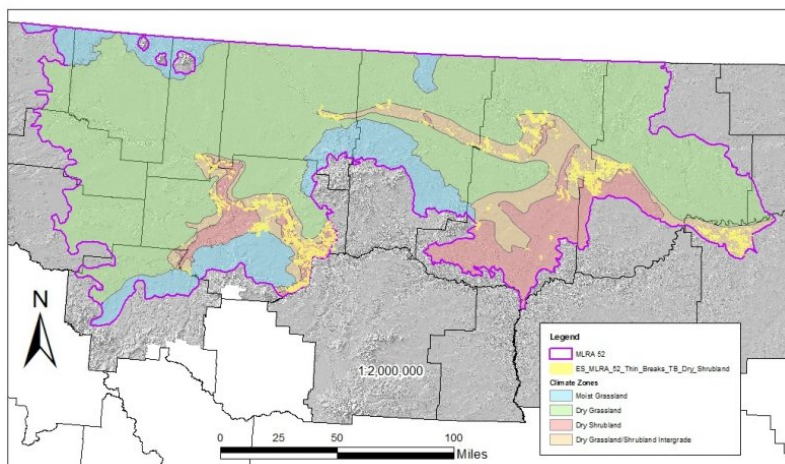 N
1:2,000,000
0 50 100
Miles
Legend
MLRA 52
ES_MLRA_52_Thin_Breaks_TB_Dry_Shrubland
Climate Zones
Moist Grassland
Dry Grassland
Dry Shrubland
Dry Grassland/Shrubland Intergrade